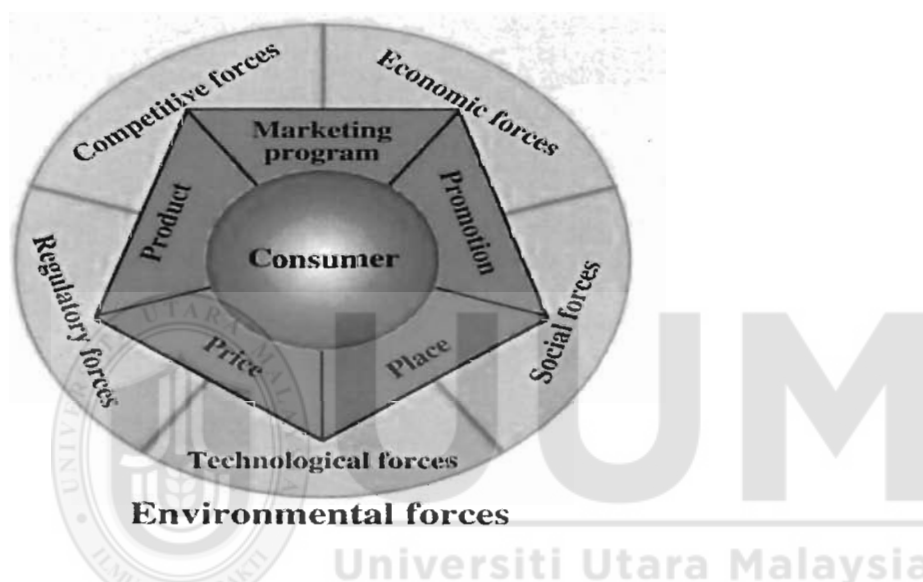 Competitive forces
Economic forces
Marketing
program
Product
Promotion
Consumer
Regulatory forces
Social forces
Price
Place
Technological forces
Environmental forces
UUM
Universiti Utara Malaysia